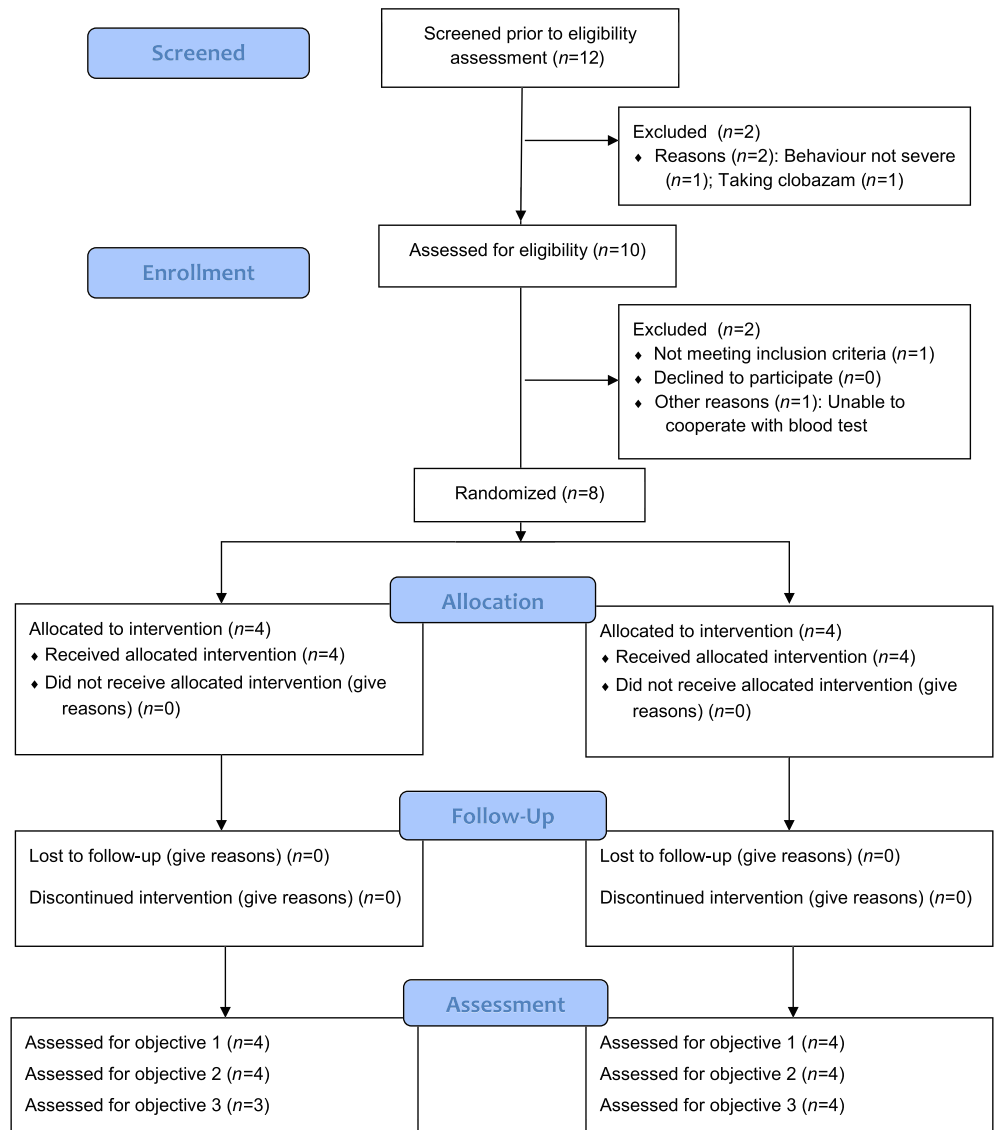 Screened
Screened prior to eligibility
assessment (n=12)
Excluded (n=2)
♦ Reasons (n=2): Behaviour not severe
(n=1); Taking clobazam (n=1)
Enrollment
Assessed for eligibility (n=10)
Excluded (n=2)
♦ Not meeting inclusion criteria (n=1)
♦ Declined to participate (n=0)
♦ Other reasons (n=1): Unable to
cooperate with blood test
Randomized (n=8)
Allocation
Allocated to intervention (n=4)
♦ Received allocated intervention (n=4)
♦ Did not receive allocated intervention (give
reasons) (n=0)
Allocated to intervention (n=4)
♦ Received allocated intervention (n=4)
♦ Did not receive allocated intervention (give
reasons) (n=0)
Follow-Up
Lost to follow-up (give reasons) (n=0)
Discontinued intervention (give reasons) (n=0)
Lost to follow-up (give reasons) (n=0)
Discontinued intervention (give reasons) (n=0)
Assessment
Assessed for objective 1 (n=4)
Assessed for objective 2 (n=4)
Assessed for objective 3 (n=3)
Assessed for objective 1 (n=4)
Assessed for objective 2 (n=4)
Assessed for objective 3 (n=4)